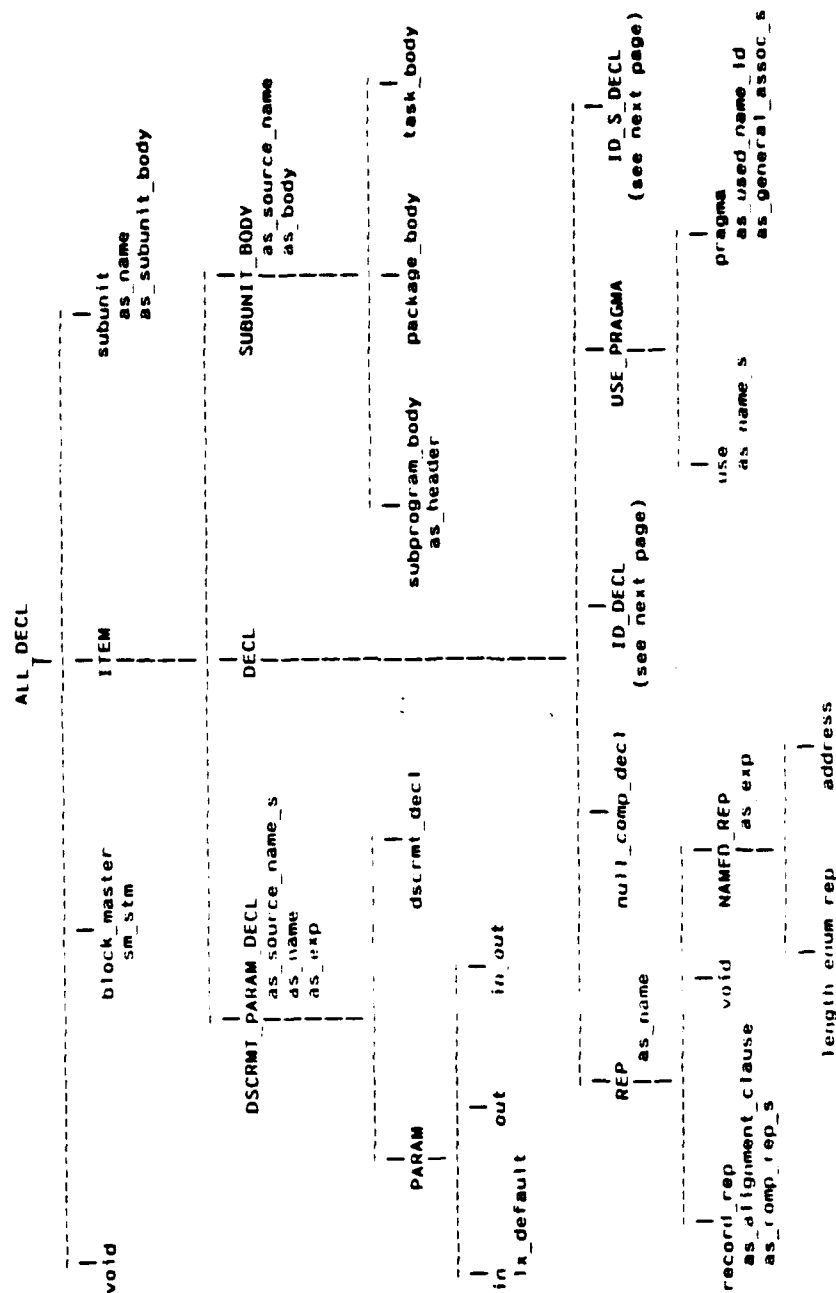 ALL_DECL
void
block_master
sm_stm
ITEM
subunit
as_name
as_subunit_body
DSCRMT_PARAM_DECL
as_source_name_s
as_name
as_exp
DECL
SUBUNIT_BODY
as_source_name
as_body
PARAM
dscrmt_decl
subprogram_body
as_header
package_body
task_body
in
lx_default
out
in_out
REP
as_name
null_comp_decl
ID_DECL
(see next page)
USE_PRAGMA
ID_S_DECL
(see next page)
record_rep
as_alignment_clause
as_comp_rep_s
void
NAMED_REP
as_exp
use
as_name_s
pragma
as_used_name_id
as_general_assoc_s
length_enum_rep
address